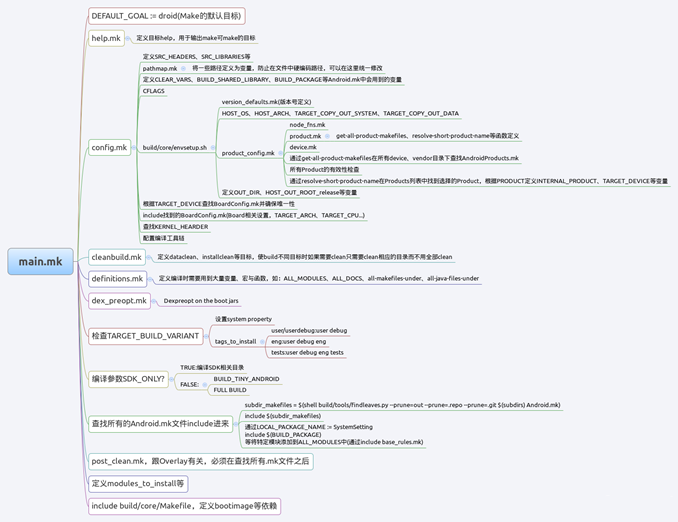 main.mk
DEFAULT_GOAL := droid(Make的默认目标)
help.mk
定义目标help，用于输出make可make的目标
config.mk
定义SRC_HEADERS、SRC_LIBRARIES等
pathmap.mk
将一些路径定义为变量，防止在文件中硬编码路径，可以在这里统一修改
定义CLEAR_VARS、BUILD_SHARED_LIBRARY、BUILD_PACKAGE等Android.mk中会用到的变量
CFLAGS
build/core/envsetup.sh
version_defaults.mk(版本号定义)
HOST_OS、HOST_ARCH、TARGET_COPY_OUT_SYSTEM、TARGET_COPY_OUT_DATA
product_config.mk
node_fns.mk
product.mk
get-all-product-makefiles、resolve-short-product-name等函数定义
device.mk
通过get-all-product-makefiles在所有device、vendor目录下查找AndroidProducts.mk
所有Product的有效性检查
通过resolve-short-product-name在Products列表中找到选择的Product，根据PRODUCT定义INTERNAL_PRODUCT、TARGET_DEVICE等变量
定义OUT_DIR、HOST_OUT_ROOT_release等变量
根据TARGET_DEVICE查找BoardConfig.mk并确保唯一性
include找到的BoardConfig.mk(Board相关设置，TARGET_ARCH、TARGET_CPU...)
查找KERNEL_HEARDER
配置编译工具链
cleanbuild.mk
定义dataclean、installclean等目标，使build不同目标时如果需要clean只需要clean相应的目录而不用全部clean
definitions.mk
定义编译时需要用到大量变量、宏与函数，如：ALL_MODULES、ALL_DOCS、all-makefiles-under、all-java-files-under
dex_preopt.mk
Dexpreopt on the boot jars
检查TARGET_BUILD_VARIANT
设置system property
tags_to_install
user/userdebug:user debug
eng:user debug eng
tests:user debug eng tests
编译参数SDK_ONLY?
TRUE:编译SDK相关目录
FALSE:
BUILD_TINY_ANDROID
FULL BUILD
查找所有的Android.mk文件include进来
subdir_makefiles = $(shell build/tools/findleaves.py --prune=out --prune=.repo --prune=.git $(subdirs) Android.mk)
include $(subdir_makefiles)
通过LOCAL_PACKAGE_NAME := SystemSetting
include $(BUILD_PACKAGE)
等将特定模块添加到ALL_MODULES中(通过include base_rules.mk)
post_clean.mk，跟Overlay有关，必须在查找所有.mk文件之后
定义modules_to_install等
include build/core/Makefile，定义bootimage等依赖